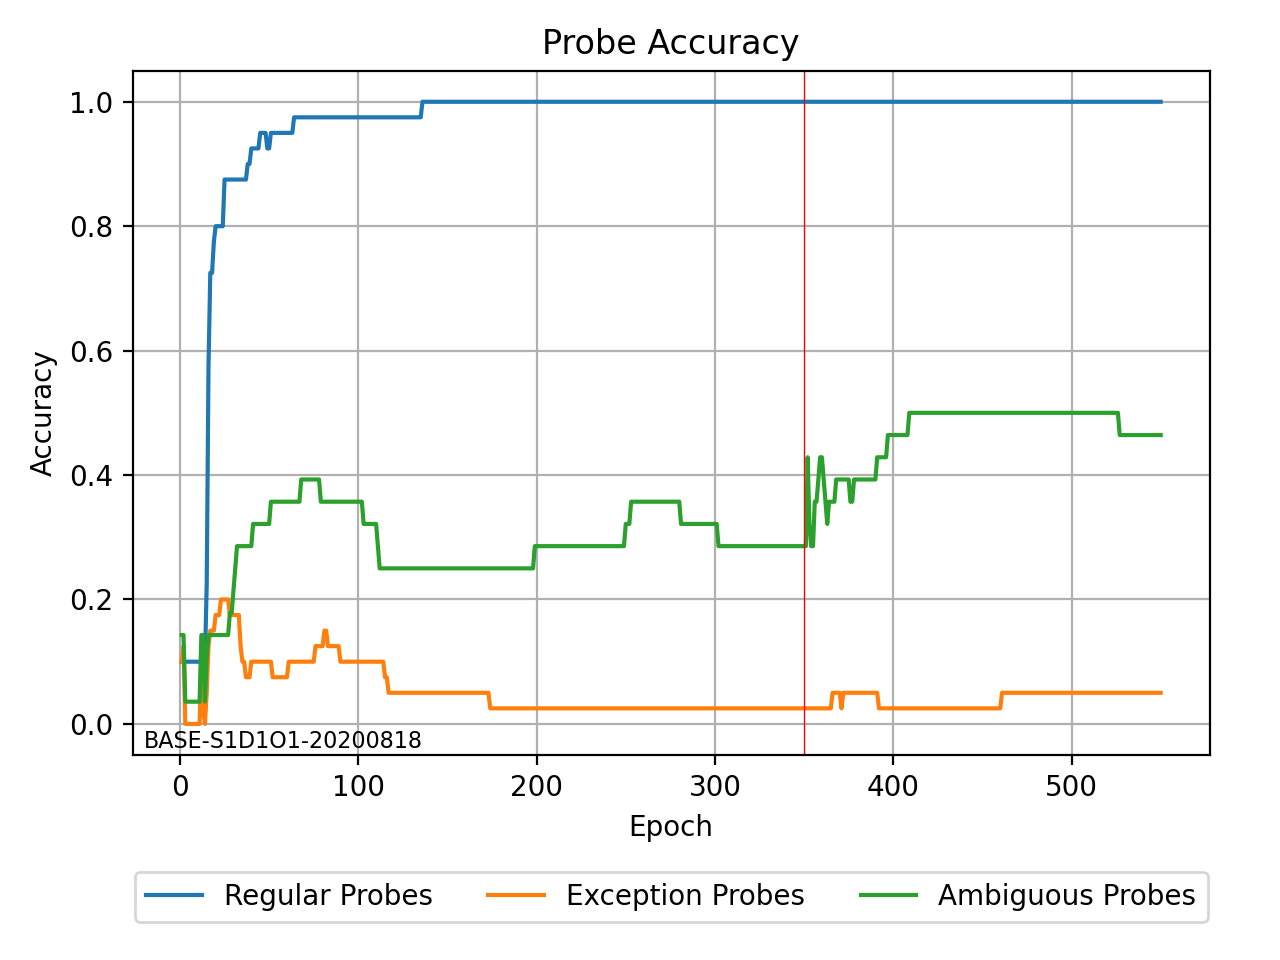 Probe Accuracy
Accuracy
1.0
0.8
0.6
0.4
0.2
0.0
BASE-S1D1O1-20200818
0 100 200 300 400 500
Epoch
Regular Probes Exception Probes Ambiguous Probes